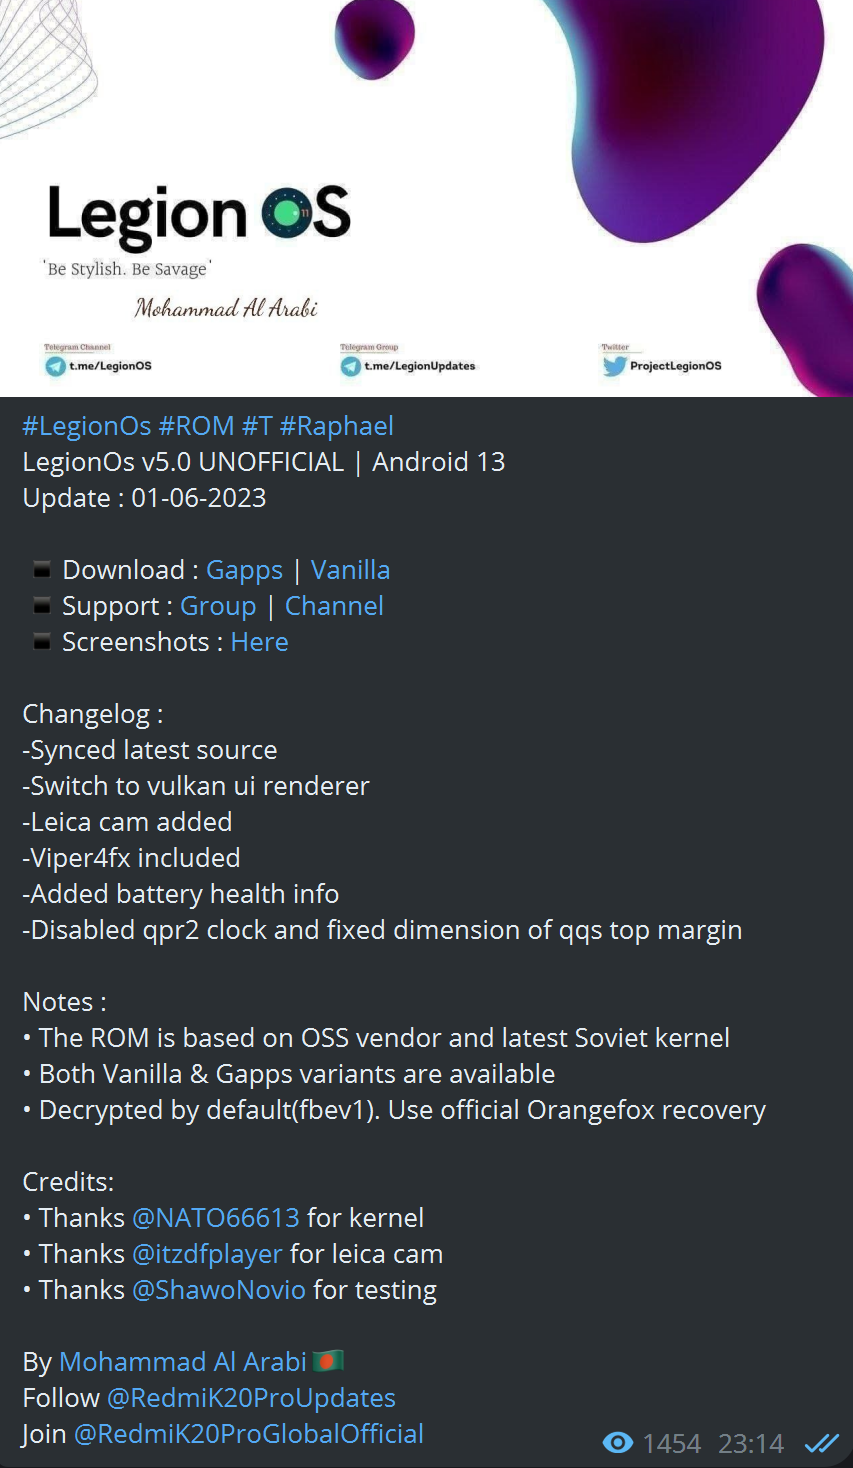 Legion OS
11
'Be Stylish. Be Savage'
Mohammad Al Arabi
Telegram Channel
t.me/LegionOS
Telegram Group
t.me/LegionUpdates
Twitter
ProjectLegionOS
#LegionOs #ROM #T #Raphael
LegionOs v5.0 UNOFFICIAL | Android 13
Update : 01-06-2023
▪️ Download : Gapps | Vanilla
▪️ Support : Group | Channel
▪️ Screenshots : Here
Changelog :
-Synced latest source
-Switch to vulkan ui renderer
-Leica cam added
-Viper4fx included
-Added battery health info
-Disabled qpr2 clock and fixed dimension of qqs top margin
Notes :
• The ROM is based on OSS vendor and latest Soviet kernel
• Both Vanilla & Gapps variants are available
• Decrypted by default(fbev1). Use official Orangefox recovery
Credits:
• Thanks @NATO66613 for kernel
• Thanks @itzdfplayer for leica cam
• Thanks @ShawoNovio for testing
By Mohammad Al Arabi 🇧🇩
Follow @RedmiK20ProUpdates
Join @RedmiK20ProGlobalOfficial
1454 23:14